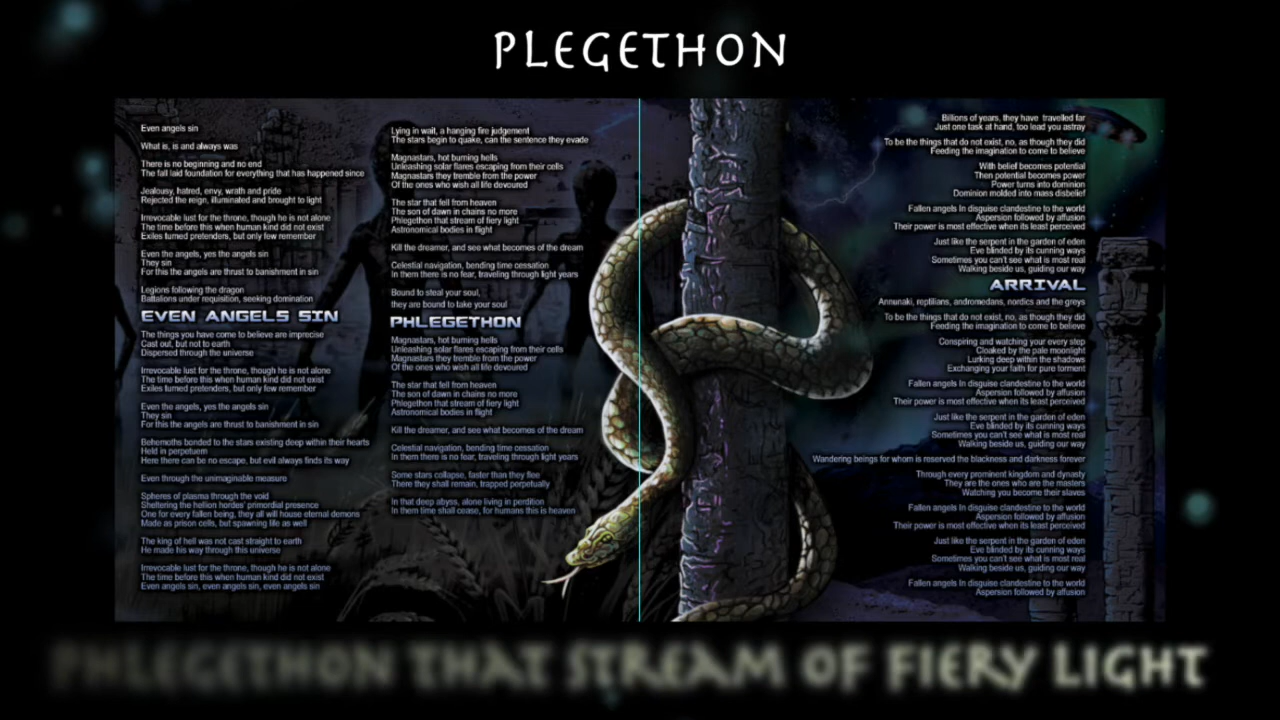 PLEGETHON
Even angels sin
What is, is and always was
There is no beginning and no end
The fall laid foundation for everything that has happened since
Jealousy, hatred, envy, wrath and pride
Rejected the reign, illuminated and brought to light
Irrevocable lust for the throne, though he is not alone
The time before this when human kind did not exist
Exiles turned pretenders, but only few remember
Even the angels, yes the angels sin
They sin
For this the angels are thrust to banishment in sin
Legions following the dragon
Battalions under requisition, seeking domination
EVEN ANGELS SIN
The things you have come to believe are imprecise
Cast out, but not to earth
Dispersed through the universe
Irrevocable lust for the throne, though he is not alone
The time before this when human kind did not exist
Exiles turned pretenders, but only few remember
Even the angels, yes the angels sin
They sin
For this the angels are thrust to banishment in sin
Behemoths bonded to the stars existing deep within their hearts
Held in perpetuem
Here there can be no escape, but evil always finds its way
Even through the unimaginable measure
Spheres of plasma through the void
Sheltering the hellion hordes' primordial presence
One for every fallen being, they all will house eternal demons
Made as prison cells, but spawning life as well
The king of hell was not cast straight to earth
He made his way through this universe
Irrevocable lust for the throne, though he is not alone
The time before this when human kind did not exist
Even angels sin, even angels sin, even angels sin
Lying in wait, a hanging fire judgement
The stars begin to quake, can the sentence they evade
Magnastars, hot burning hells
Unleashing solar flares escaping from their cells
Magnastars they tremble from the power
Of the ones who wish all life devoured
The star that fell from heaven
The son of dawn in chains no more
Phlegethon that stream of fiery light
Astronomical bodies in flight
Kill the dreamer, and see what becomes of the dream
Celestial navigation, bending time cessation
In them there is no fear, traveling through light years
Bound to steal your soul,
they are bound to take your soul
PHLEGETHON
Magnastars, hot burning hells
Unleashing solar flares escaping from their cells
Magnastars they tremble from the power
Of the ones who wish all life devoured
The star that fell from heaven
The son of dawn in chains no more
Phlegethon that stream of fiery light
Astronomical bodies in flight
Kill the dreamer, and see what becomes of the dream
Celestial navigation, bending time cessation
In them there is no fear, traveling through light years
Some stars collapse, faster than they flee
There they shall remain, trapped perpetually
In that deep abyss, alone living in perdition
In them time shall cease, for humans this is heaven
Billions of years, they have travelled far
Just one task at hand, too lead you astray
To be the things that do not exist, no, as though they did
Feeding the imagination to come to believe
With belief becomes potential
Then potential becomes power
Power turns into dominion
Dominion molded into mass disbelief
Fallen angels In disguise clandestine to the world
Aspersion followed by affusion
Their power is most effective when its least perceived
Just like the serpent in the garden of eden
Eve blinded by its cunning ways
Sometimes you can't see what is most real
Walking beside us, guiding our way
ARRIVAL
Annunaki, reptilians, andromedans, nordics and the greys
To be the things that do not exist, no, as though they did
Feeding the imagination to come to believe
Conspiring and watching your every step
Cloaked by the pale moonlight
Lurking deep within the shadows
Exchanging your faith for pure torment
Fallen angels In disguise clandestine to the world
Aspersion followed by affusion
Their power is most effective when its least perceived
Just like the serpent in the garden of eden
Eve blinded by its cunning ways
Sometimes you can't see what is most real
Walking beside us, guiding our way
Wandering beings for whom is reserved the blackness and darkness forever
Through every prominent kingdom and dynasty
They are the ones who are the masters
Watching you become their slaves
Fallen angels In disguise clandestine to the world
Aspersion followed by affusion
Their power is most effective when its least perceived
Just like the serpent in the garden of eden
Eve blinded by its cunning ways
Sometimes you can't see what is most real
Walking beside us, guiding our way
Fallen angels In disguise clandestine to the world
Aspersion followed by affusion
PHLEGETHON THAT STREAM OF FIERY LIGHT